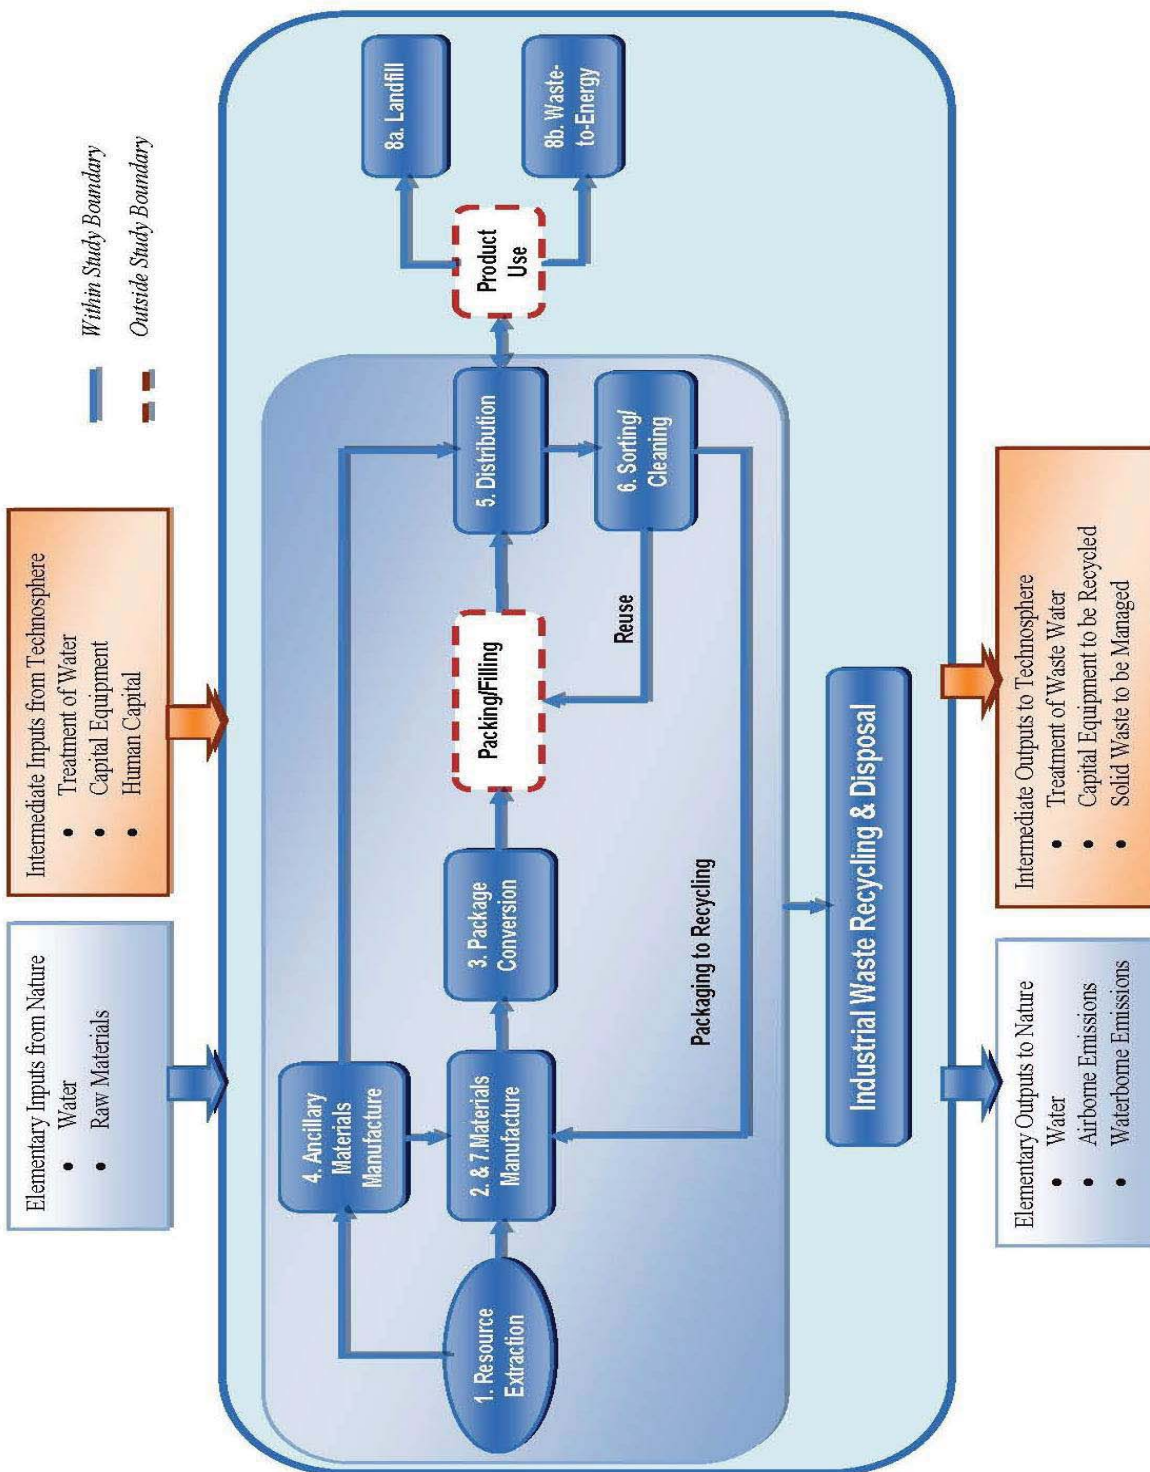 Elementary Inputs from Nature
• Water
• Raw Materials
Intermediate Inputs from Technosphere
• Treatment of Water
• Capital Equipment
• Human Capital
Within Study Boundary
Outside Study Boundary
1. Resource
Extraction
4. Ancillary
Materials
Manufacture
2. & 7.Materials
Manufacture
3. Package
Conversion
Packing/Filling
5. Distribution
6. Sorting/
Cleaning
Reuse
Packaging to Recycling
Product
Use
8a. Landfill
8b. Waste-
to-Energy
Industrial Waste Recycling & Disposal
Elementary Outputs to Nature
• Water
• Airborne Emissions
• Waterborne Emissions
Intermediate Outputs to Technosphere
• Treatment of Waste Water
• Capital Equipment to be Recycled
• Solid Waste to be Managed